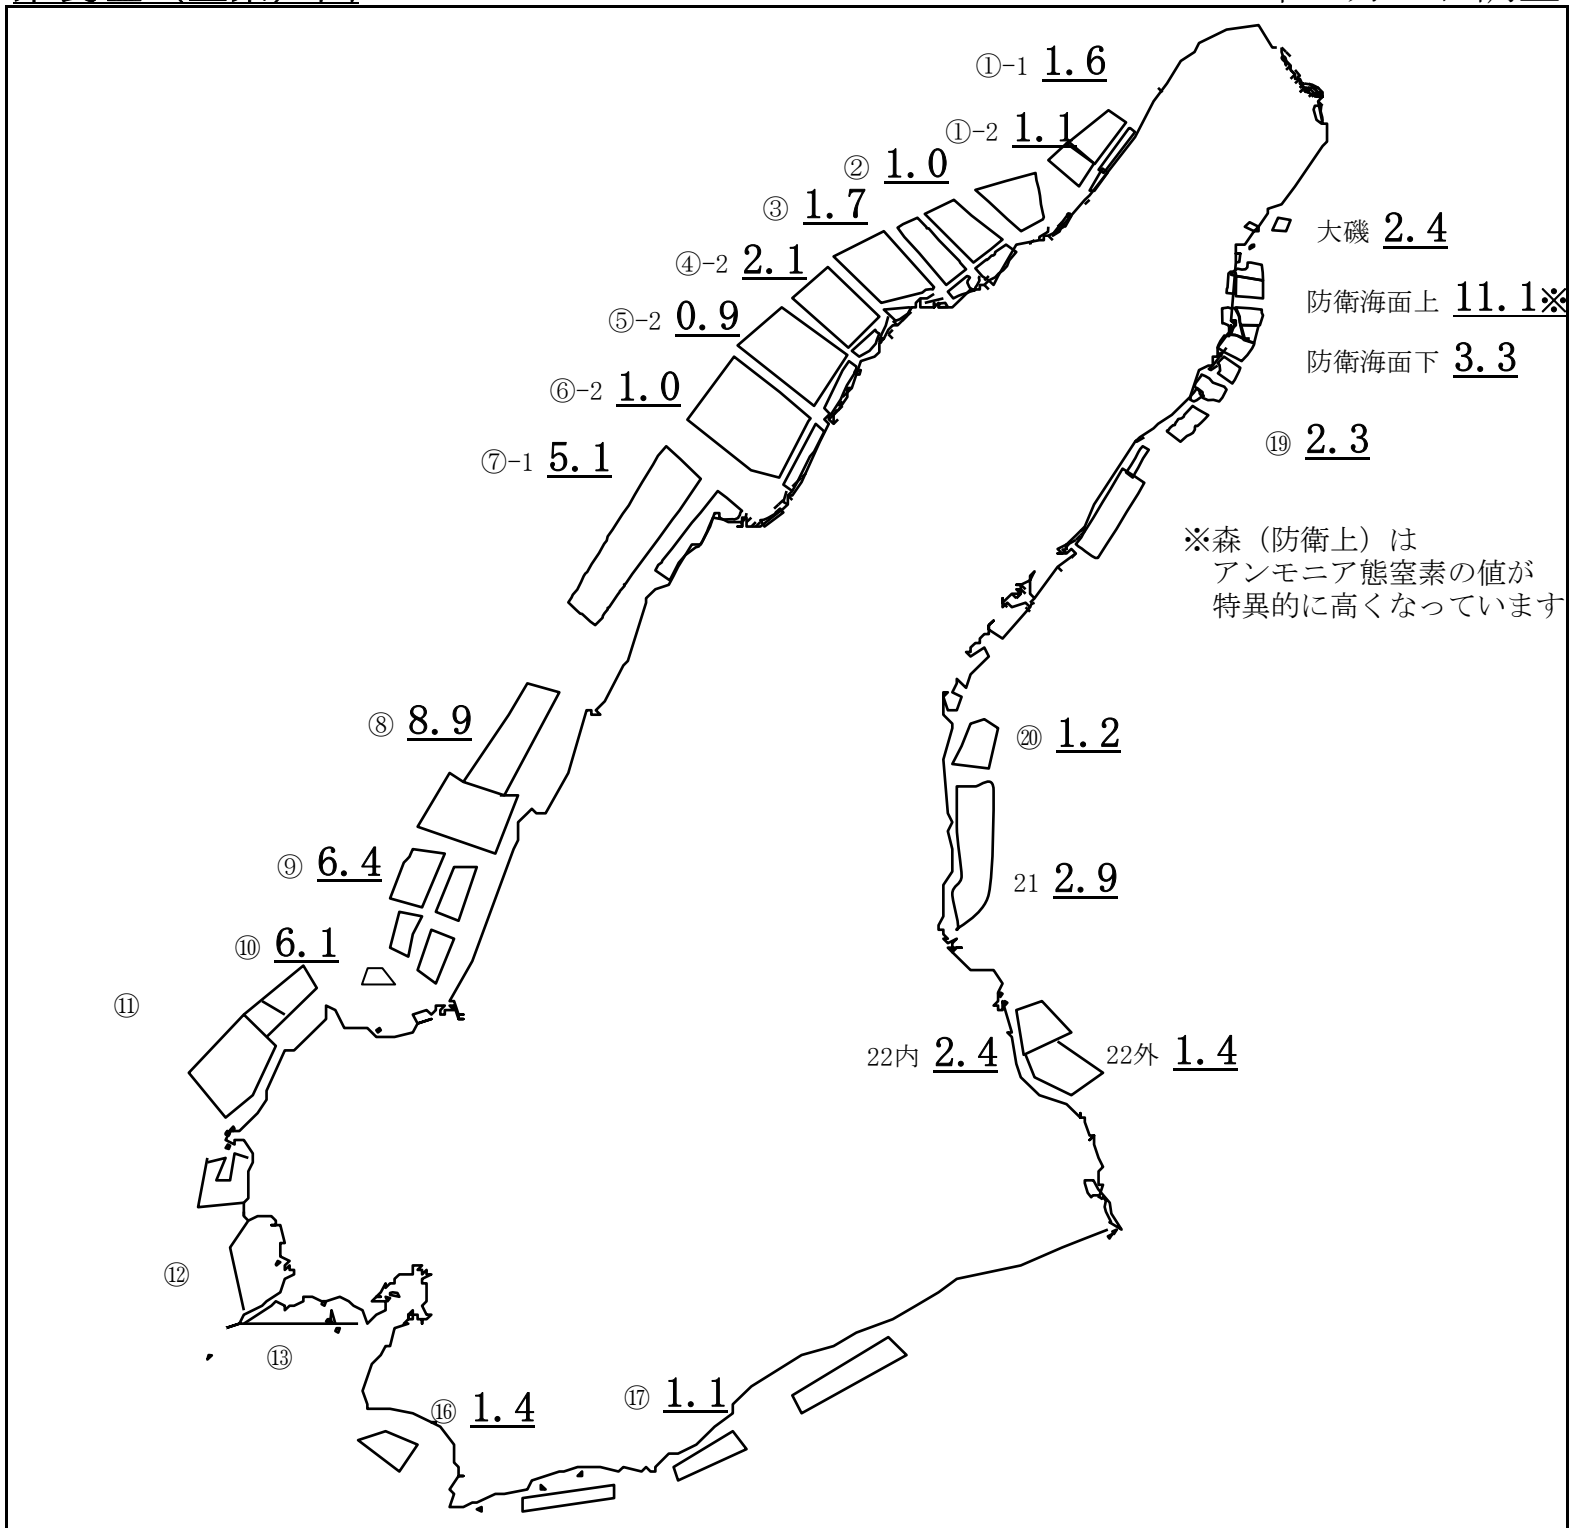 ①-1 1.6
①-2 1.1
② 1.0
③ 1.7
④-2 2.1
⑤-2 0.9
⑥-2 1.0
⑦-1 5.1
大磯 2.4
防衛海面上 11.1※
防衛海面下 3.3
⑲ 2.3
※森（防衛上）は
アンモニア態窒素の値が
特異的に高くなっています
⑧ 8.9
⑳ 1.2
⑨ 6.4
21 2.9
⑩ 6.1
⑪
22内 2.4
22外 1.4
⑫
⑬
⑯ 1.4
⑰ 1.1